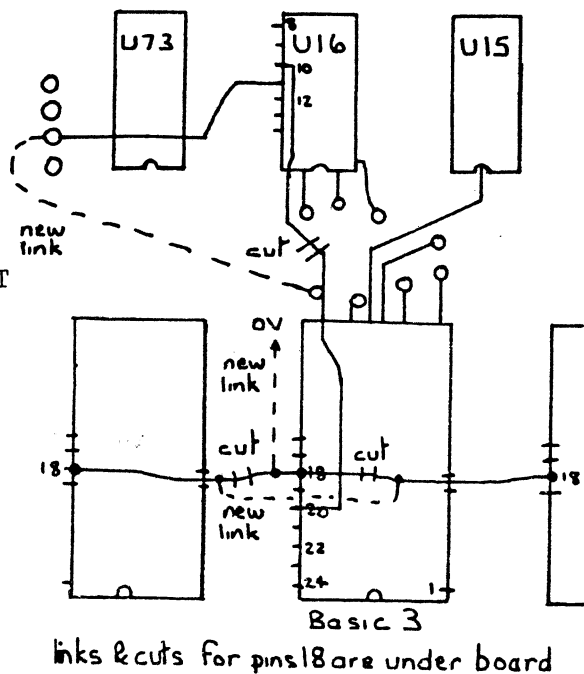 U73
U16
U15
8
10
12
new
link
cut
T
0V
new
link
cut
cut
18
18
18
20
new
link
22
24
1
Basic 3
links & cuts for pins 18 are under board